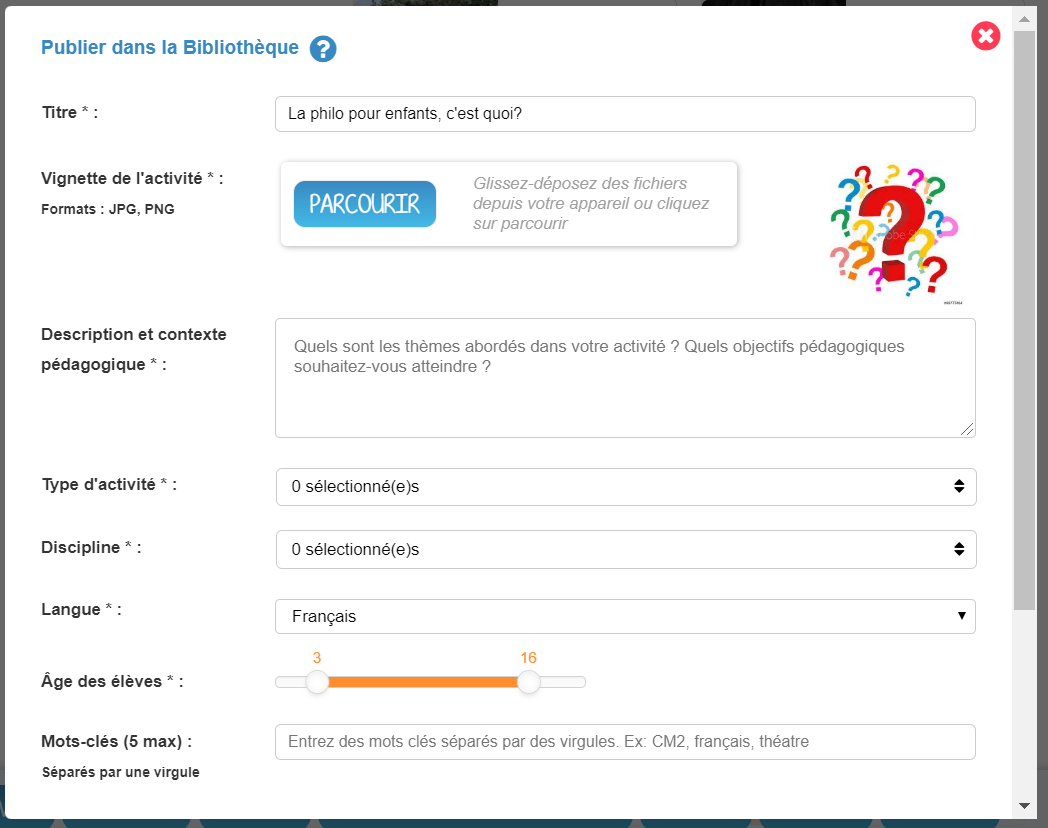 Publier dans la Bibliothèque ?
Titre * :
La philo pour enfants, c'est quoi?
Vignette de l'activité * :
Formats : JPG, PNG
PARCOURIR
Glissez-déposez des fichiers
depuis votre appareil ou cliquez
sur parcourir
Description et contexte
pédagogique * :
Quels sont les thèmes abordés dans votre activité ? Quels objectifs pédagogiques
souhaitez-vous atteindre ?
Type d'activité * :
0 sélectionné(e)s
Discipline * :
0 sélectionné(e)s
Langue * :
Français
3
16
Âge des élèves * :
Mots-clés (5 max) :
Entrez des mots clés séparés par des virgules. Ex: CM2, français, théatre
Séparés par une virgule